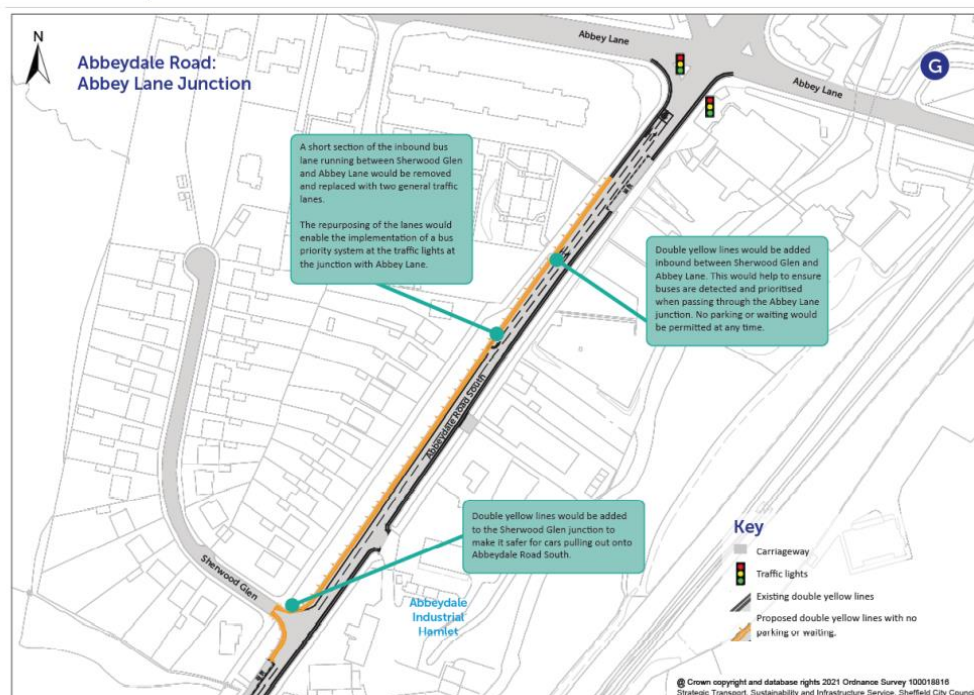 N
Abbeydale Road:
Abbey Lane Junction
Abbey Lane
Abbey Lane
G
A short section of the inbound bus
lane running between Sherwood Glen
and Abbey Lane would be removed
and replaced with two general traffic
lanes.
The repurposing of the lanes would
enable the implementation of a bus
priority system at the traffic lights at
the junction with Abbey Lane.
Double yellow lines would be added
inbound between Sherwood Glen and
Abbey Lane. This would help to ensure
buses are detected and prioritised
when passing through the Abbey Lane
junction. No parking or waiting would
be permitted at any time.
Abbeydale Road South
Double yellow lines would be added
to the Sherwood Glen junction to
make it safer for cars pulling out onto
Abbeydale Road South.
Sherwood Glen
Abbeydale
Industrial
Hamlet
Key
Carriageway
Traffic lights
Existing double yellow lines
Proposed double yellow lines with no
parking or waiting.
@ Crown copyright and database rights 2021 Ordnance Survey 100018816
Strategic Transport, Sustainability and Infrastructure Service, Sheffield City Council